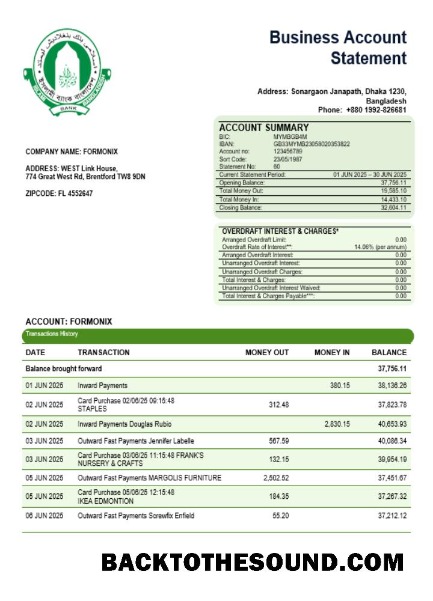 BANK
Business Account
Statement
Address: Sonargaon Janapath, Dhaka 1230,
Bangladesh
Phone: +880 1992-826681
COMPANY NAME: FORMONIX
ADDRESS: WEST Link House,
774 Great West Rd, Brentford TW8 9DN
ZIPCODE: FL 4552647
ACCOUNT SUMMARY
BIC: MYMBGB4M
IBAN: GB33MYMB23058020353822
Account no: 123456789
Sort Code: 23/05/1987
Statement No: 66
Current Statement Period: 01 JUN 2025 – 30 JUN 2025
Opening Balance: 37,756.11
Total Money Out: 19,585.10
Total Money In: 14,433.10
Closing Balance: 32,604.11
OVERDRAFT INTEREST & CHARGES*
Arranged Overdraft Limit: 0.00
Overdraft Rate of Interest**: 14.06% (per annum)
Arranged Overdraft Interest: 0.00
Unarranged Overdraft Interest: 0.00
Unarranged Overdraft Charges: 0.00
Total Interest & Charges: 0.00
Unarranged Overdraft Interest Waived: 0.00
Total Interest & Charges Payable***: 0.00
ACCOUNT: FORMONIX
Transactions History
DATE TRANSACTION MONEY OUT MONEY IN BALANCE
Balance brought forward 37,756.11
01 JUN 2025 Inward Payments 380.15 38,136.26
02 JUN 2025 Card Purchase 02/06/25 09:15:48 STAPLES 312.48 37,823.78
02 JUN 2025 Inward Payments Douglas Rubio 2,830.15 40,653.93
03 JUN 2025 Outward Fast Payments Jennifer Labelle 567.59 40,086.34
03 JUN 2025 Card Purchase 03/06/25 11:15:48 FRANK'S NURSERY & CRAFTS 132.15 39,954.19
05 JUN 2025 Outward Fast Payments MARGOLIS FURNITURE 2,502.52 37,451.67
05 JUN 2025 Card Purchase 05/06/25 12:15:48 IKEA EDMONTION 184.35 37,267.32
06 JUN 2025 Outward Fast Payments Screwfix Enfield 55.20 37,212.12
BACKTOTHESOUND.COM